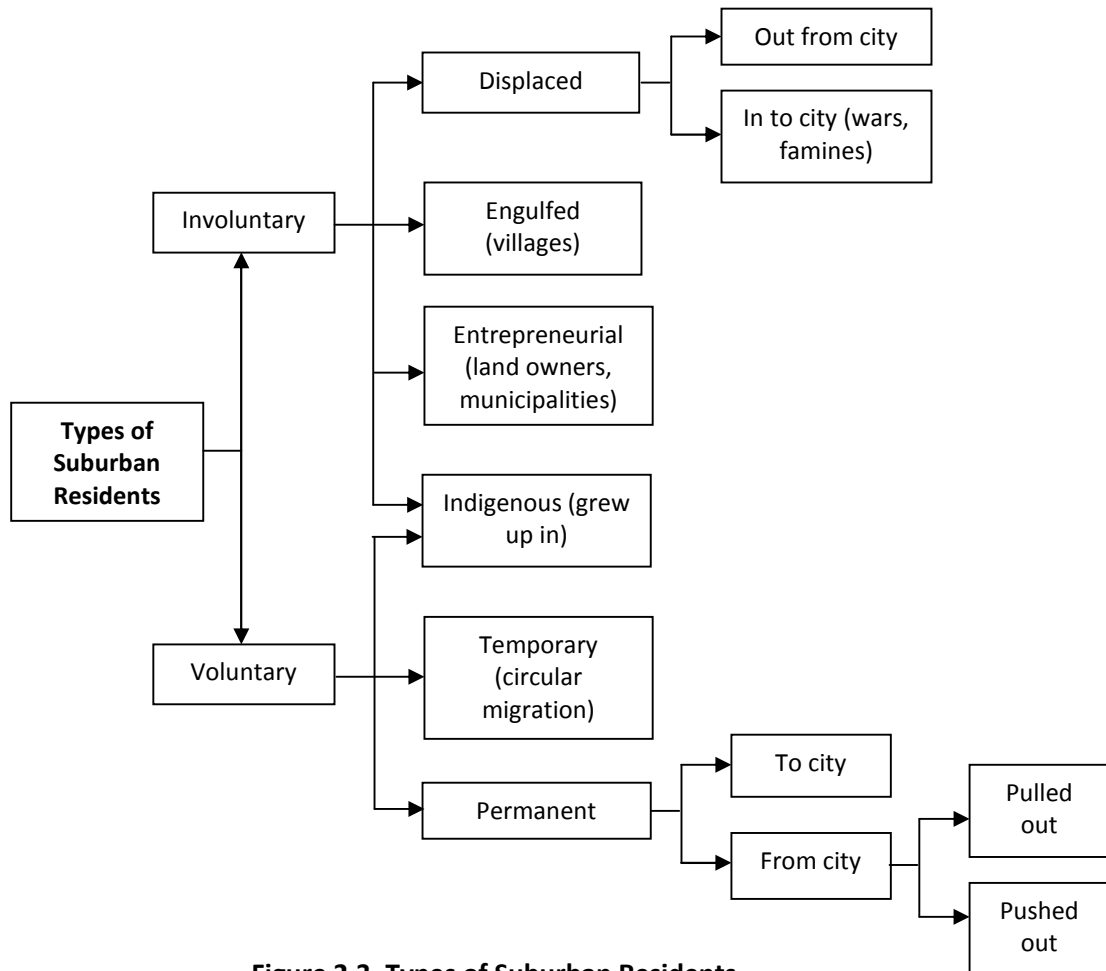 Out from city
Displaced
In to city (wars,
famines)
Involuntary
Engulfed
(villages)
Entrepreneurial
(land owners,
municipalities)
Types of
Suburban
Residents
Indigenous (grew
up in)
Voluntary
Temporary
(circular
migration)
To city
Permanent
Pulled
out
From city
Pushed
out